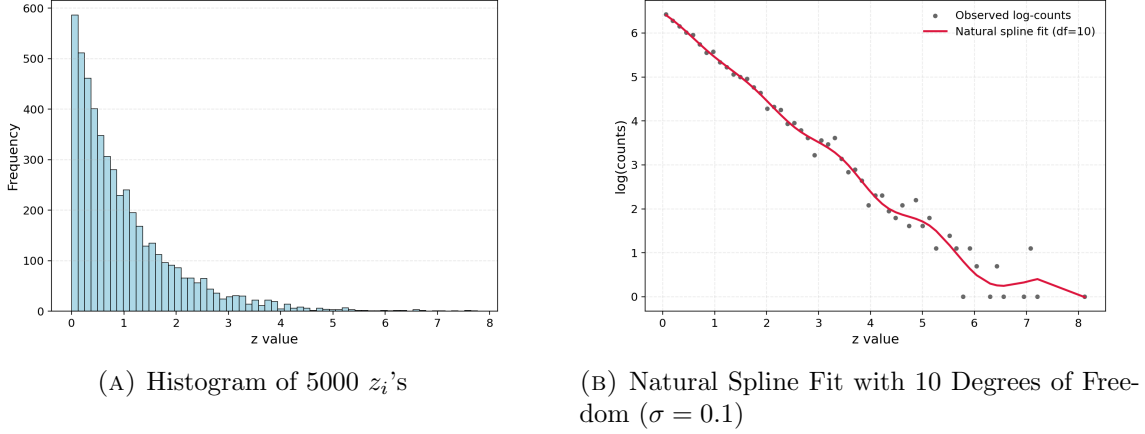 600
500
400
300
200
100
0
Frequency
0 1 2 3 4 5 6 7 8
z value
(A) Histogram of 5000 z_i's
Observed log-counts
Natural spline fit (df=10)
6
5
4
3
2
1
0
log(counts)
0 1 2 3 4 5 6 7 8
z value
(B) Natural Spline Fit with 10 Degrees of Free-
dom (σ = 0.1)